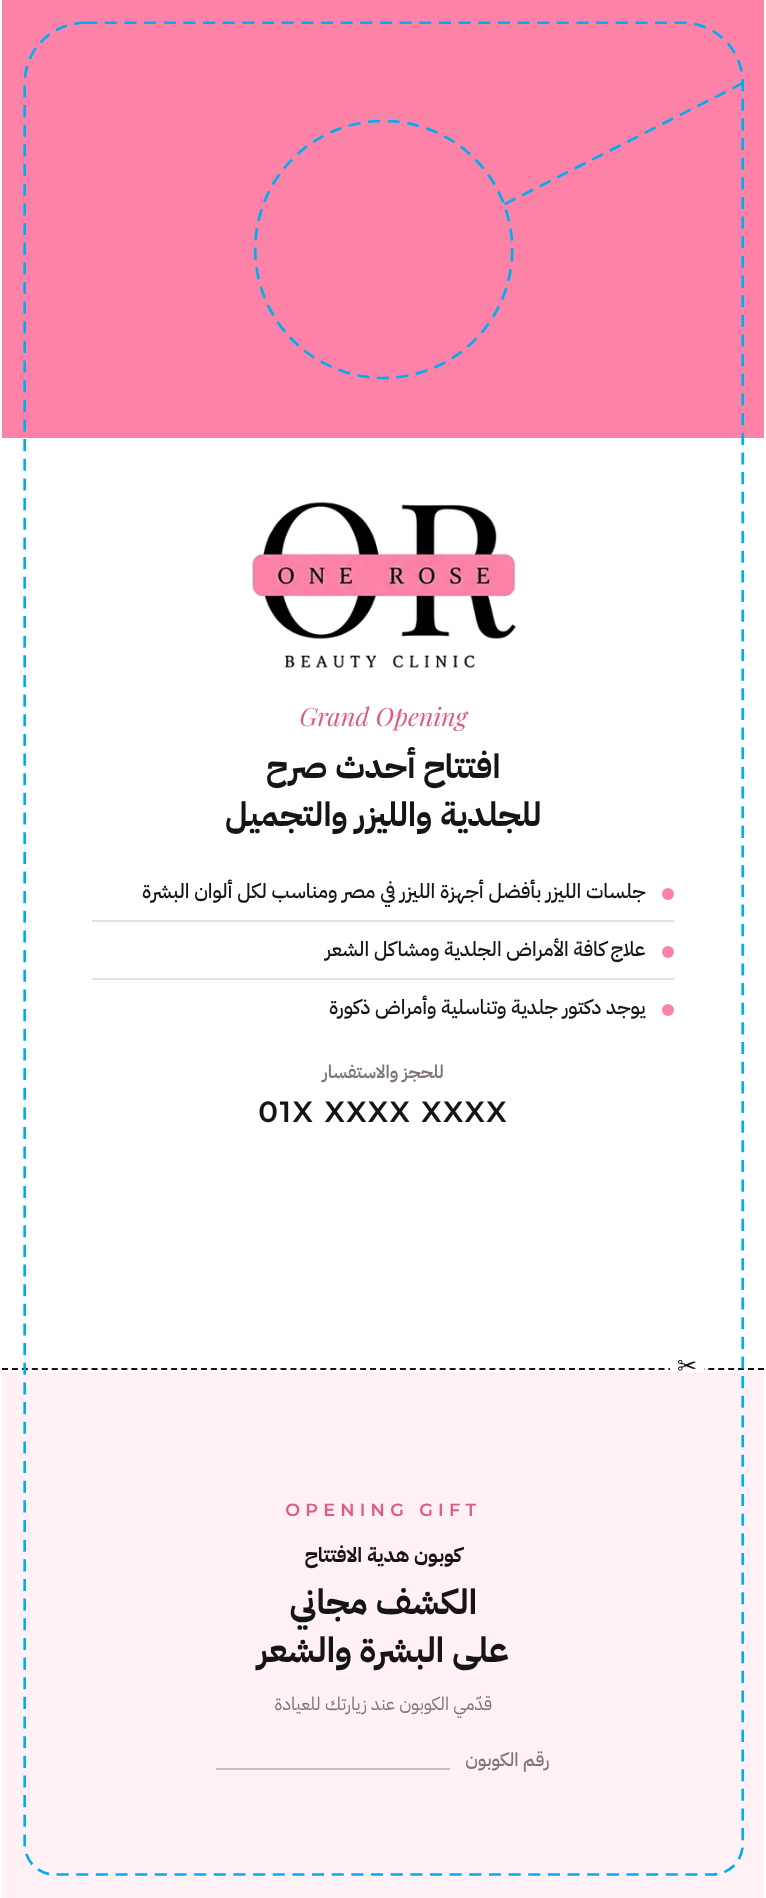 OR
ONE ROSE
BEAUTY CLINIC
Grand Opening
افتتاح أحدث صرح
للجلدية والليزر والتجميل
جلسات الليزر بأفضل أجهزة الليزر في مصر ومناسب لكل ألوان البشرة
علاج كافة الأمراض الجلدية ومشاكل الشعر
يوجد دكتور جلدية وتناسلية وأمراض ذكورة
للحجز والاستفسار
01X XXXX XXXX
OPENING GIFT
كوبون هدية الافتتاح
الكشف مجاني
على البشرة والشعر
قدّمي الكوبون عند زيارتك للعيادة
رقم الكوبون